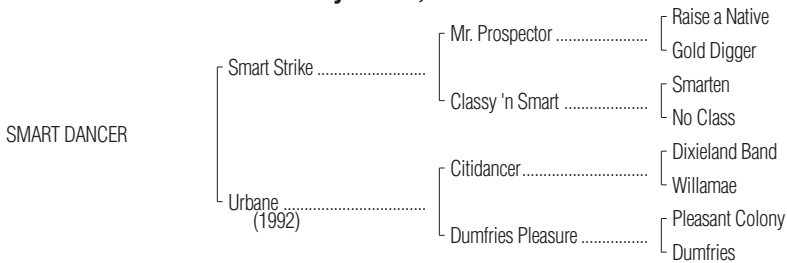 Raise a Native
Mr. Prospector ......................
Gold Digger
Smart Strike ..........................
Smarten
Classy 'n Smart ....................
No Class
SMART DANCER
Dixieland Band
Citidancer..............................
Willamae
Urbane ..................................
(1992)
Pleasant Colony
Dumfries Pleasure ................
Dumfries